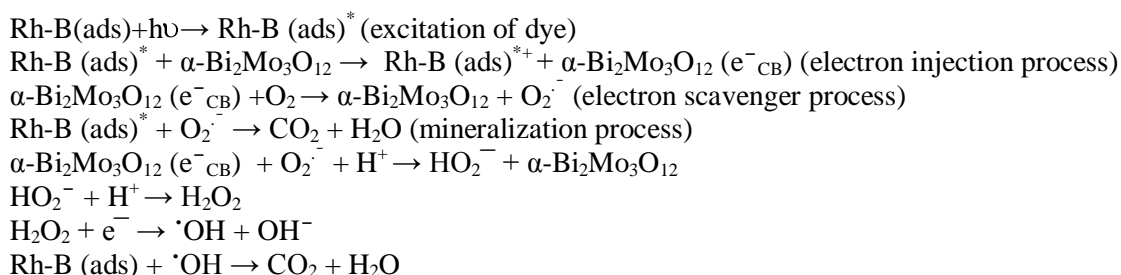 Rh-B(ads)+hυ→ Rh-B (ads)* (excitation of dye)
Rh-B (ads)* + α-Bi₂Mo₃O₁₂ → Rh-B (ads)*⁺ + α-Bi₂Mo₃O₁₂ (e⁻CB) (electron injection process)
α-Bi₂Mo₃O₁₂ (e⁻CB) +O₂ → α-Bi₂Mo₃O₁₂ + O₂˙⁻ (electron scavenger process)
Rh-B (ads)* + O₂˙⁻ → CO₂ + H₂O (mineralization process)
α-Bi₂Mo₃O₁₂ (e⁻CB) + O₂˙⁻ + H⁺ → HO₂⁻ + α-Bi₂Mo₃O₁₂
HO₂⁻ + H⁺ → H₂O₂
H₂O₂ + e⁻ → ˙OH + OH⁻
Rh-B (ads) + ˙OH → CO₂ + H₂O